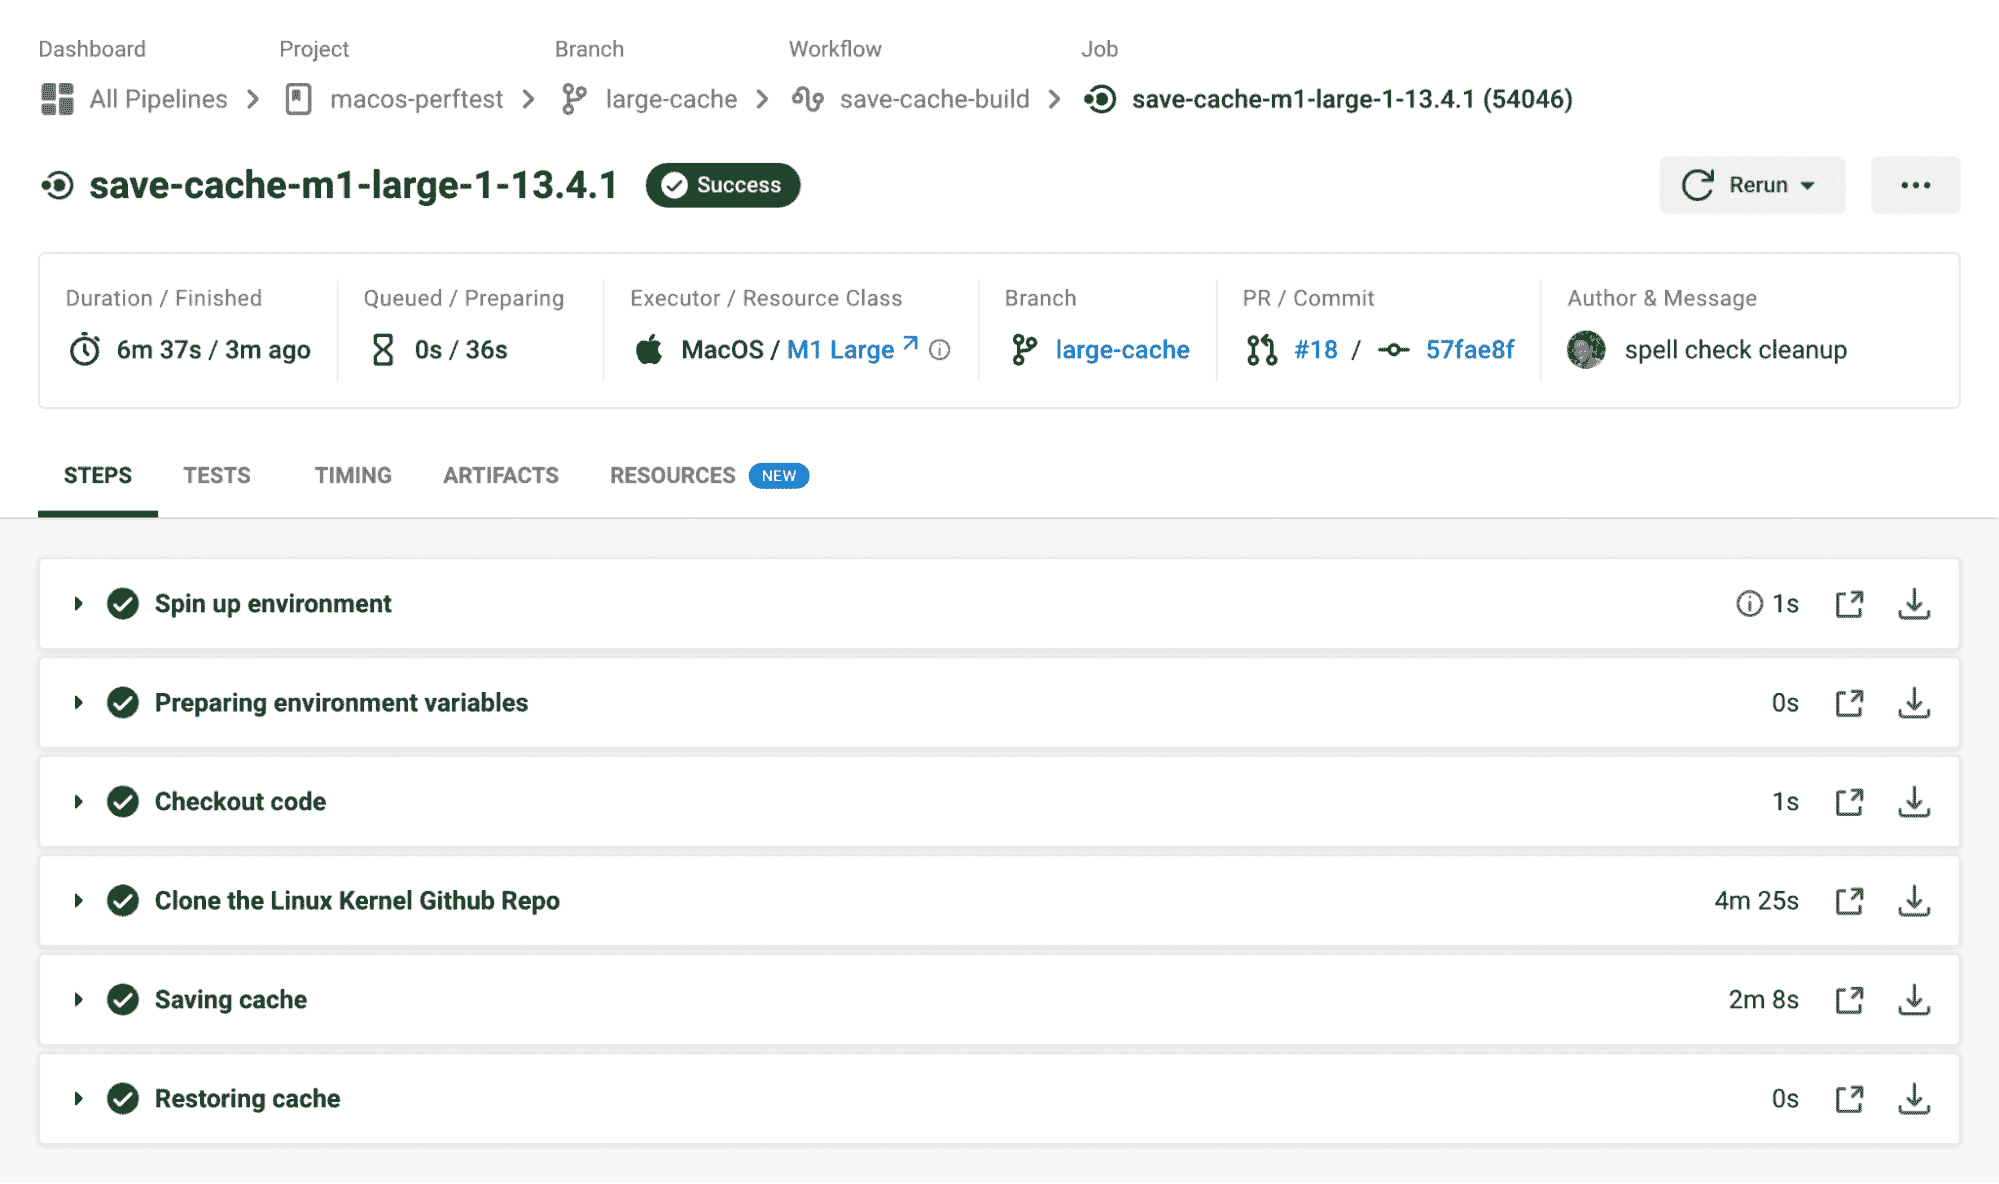 Dashboard Project Branch Workflow Job
All Pipelines macos-perftest large-cache save-cache-build save-cache-m1-large-1-13.4.1 (54046)
save-cache-m1-large-1-13.4.1 Success Rerun
Duration / Finished Queued / Preparing Executor / Resource Class Branch PR / Commit Author & Message
6m 37s / 3m ago 0s / 36s MacOS / M1 Large large-cache #18 / 57fae8f spell check cleanup
STEPS TESTS TIMING ARTIFACTS RESOURCES NEW
Spin up environment 1s
Preparing environment variables 0s
Checkout code 1s
Clone the Linux Kernel Github Repo 4m 25s
Saving cache 2m 8s
Restoring cache 0s